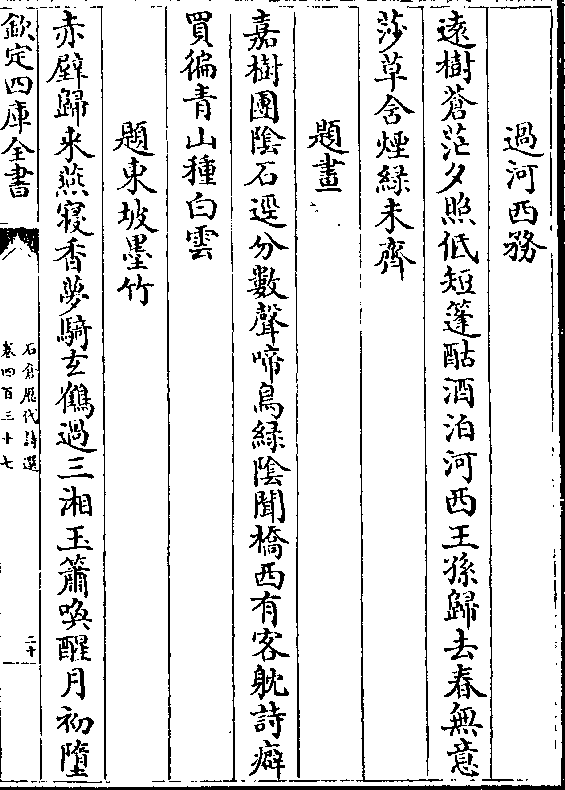 過河西務
遠樹蒼茫夕照低短篷酤酒泊河西王孫歸去春無意
莎草含煙緑未齊
題畫
嘉樹團陰石逕分數聲啼鳥緑陰聞橋西有客躭詩癖
買徧青山種白雲
題東坡墨竹
赤壁歸來燕寢香夢騎玄鶴過三湘玉簫喚醒月初墮
欽定四庫全書
石倉歷代詩選
卷四百三十七
二十